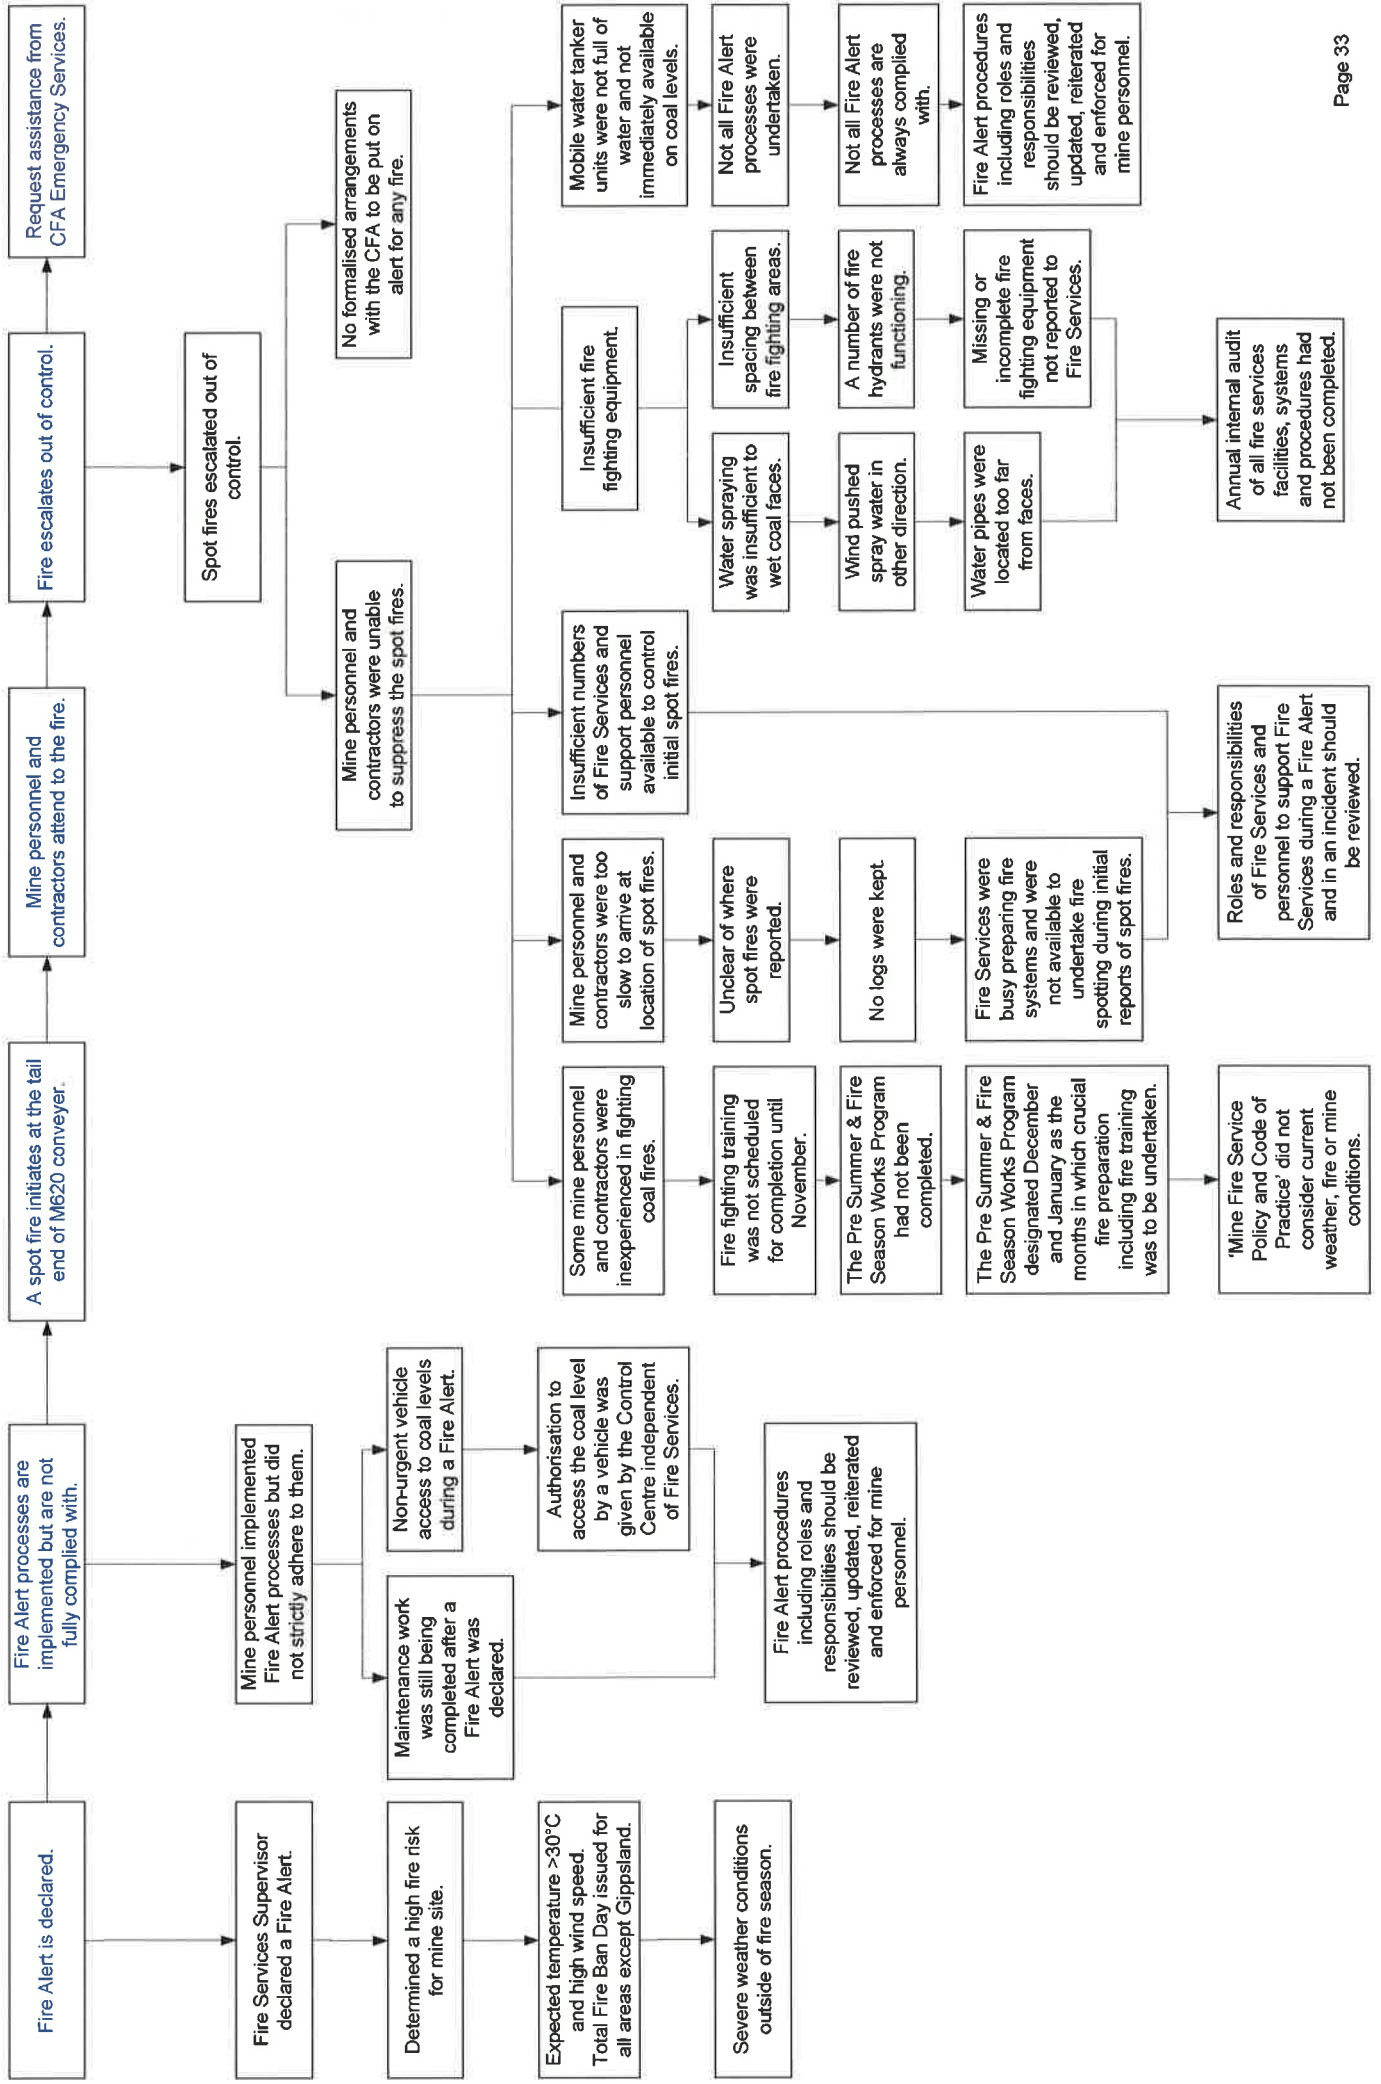 Fire Alert is declared.
Fire Alert processes are
implemented but are not
fully complied with.
A spot fire initiates at the tail
end of M620 conveyer.
Mine personnel and
contractors attend to the fire.
Fire escalates out of control.
Request assistance from
CFA Emergency Services.
Fire Services Supervisor
declared a Fire Alert.
Determined a high fire risk
for mine site.
Expected temperature >30°C
and high wind speed.
Total Fire Ban Day issued for
all areas except Gippsland.
Severe weather conditions
outside of fire season.
Mine personnel implemented
Fire Alert processes but did
not strictly adhere to them.
Maintenance work
was still being
completed after a
Fire Alert was
declared.
Non-urgent vehicle
access to coal levels
during a Fire Alert.
Authorisation to
access the coal level
by a vehicle was
given by the Control
Centre independent
of Fire Services.
Fire Alert procedures
including roles and
responsibilities should be
reviewed, updated, reiterated
and enforced for mine
personnel.
Spot fires escalated out of
control.
Mine personnel and
contractors were unable
to suppress the spot fires.
No formalised arrangements
with the CFA to be put on
alert for any fire.
Some mine personnel
and contractors were
inexperienced in fighting
coal fires.
Fire fighting training
was not scheduled
for completion until
November.
The Pre Summer & Fire
Season Works Program
had not been
completed.
The Pre Summer & Fire
Season Works Program
designated December
and January as the
months in which crucial
fire preparation
including fire training
was to be undertaken.
'Mine Fire Service
Policy and Code of
Practice' did not
consider current
weather, fire or mine
conditions.
Mine personnel and
contractors were too
slow to arrive at
location of spot fires.
Unclear of where
spot fires were
reported.
No logs were kept.
Fire Services were
busy preparing fire
systems and were
not available to
undertake fire
spotting during initial
reports of spot fires.
Insufficient numbers
of Fire Services and
support personnel
available to control
initial spot fires.
Roles and responsibilities
of Fire Services and
personnel to support Fire
Services during a Fire Alert
and in an incident should
be reviewed.
Insufficient fire
fighting equipment.
Water spraying
was insufficient to
wet coal faces.
Wind pushed
spray water in
other direction.
Water pipes were
located too far
from faces.
Insufficient
spacing between
fire fighting areas.
A number of fire
hydrants were not
functioning.
Missing or
incomplete fire
fighting equipment
not reported to
Fire Services.
Annual internal audit
of all fire services
facilities, systems
and procedures had
not been completed.
Mobile water tanker
units were not full of
water and not
immediately available
on coal levels.
Not all Fire Alert
processes were
undertaken.
Not all Fire Alert
processes are
always complied
with.
Fire Alert procedures
including roles and
responsibilities
should be reviewed,
updated, reiterated
and enforced for
mine personnel.
Page 33